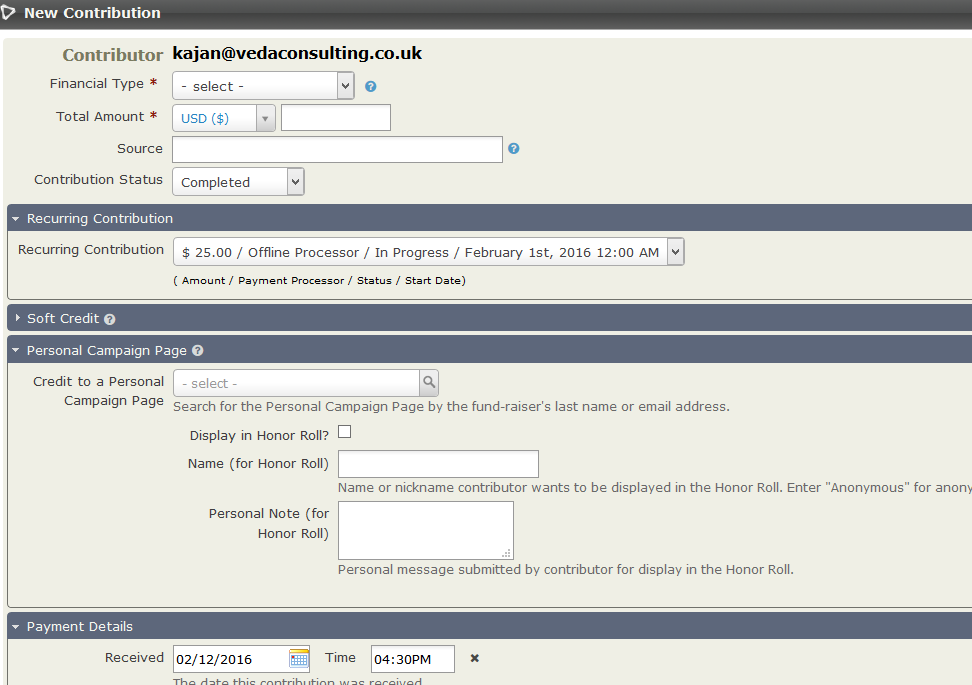 New Contribution
Contributor kajan@vedaconsulting.co.uk
Financial Type * - select - ?
Total Amount * USD ($)
Source ?
Contribution Status Completed
Recurring Contribution
Recurring Contribution $ 25.00 / Offline Processor / In Progress / February 1st, 2016 12:00 AM
( Amount / Payment Processor / Status / Start Date)
Soft Credit ?
Personal Campaign Page ?
Credit to a Personal - select -
Campaign Page
Search for the Personal Campaign Page by the fund-raiser's last name or email address.
Display in Honor Roll?
Name (for Honor Roll)
Name or nickname contributor wants to be displayed in the Honor Roll. Enter "Anonymous" for anony
Personal Note (for
Honor Roll)
Personal message submitted by contributor for display in the Honor Roll.
Payment Details
Received 02/12/2016 Time 04:30PM ✖
The date this contribution was received